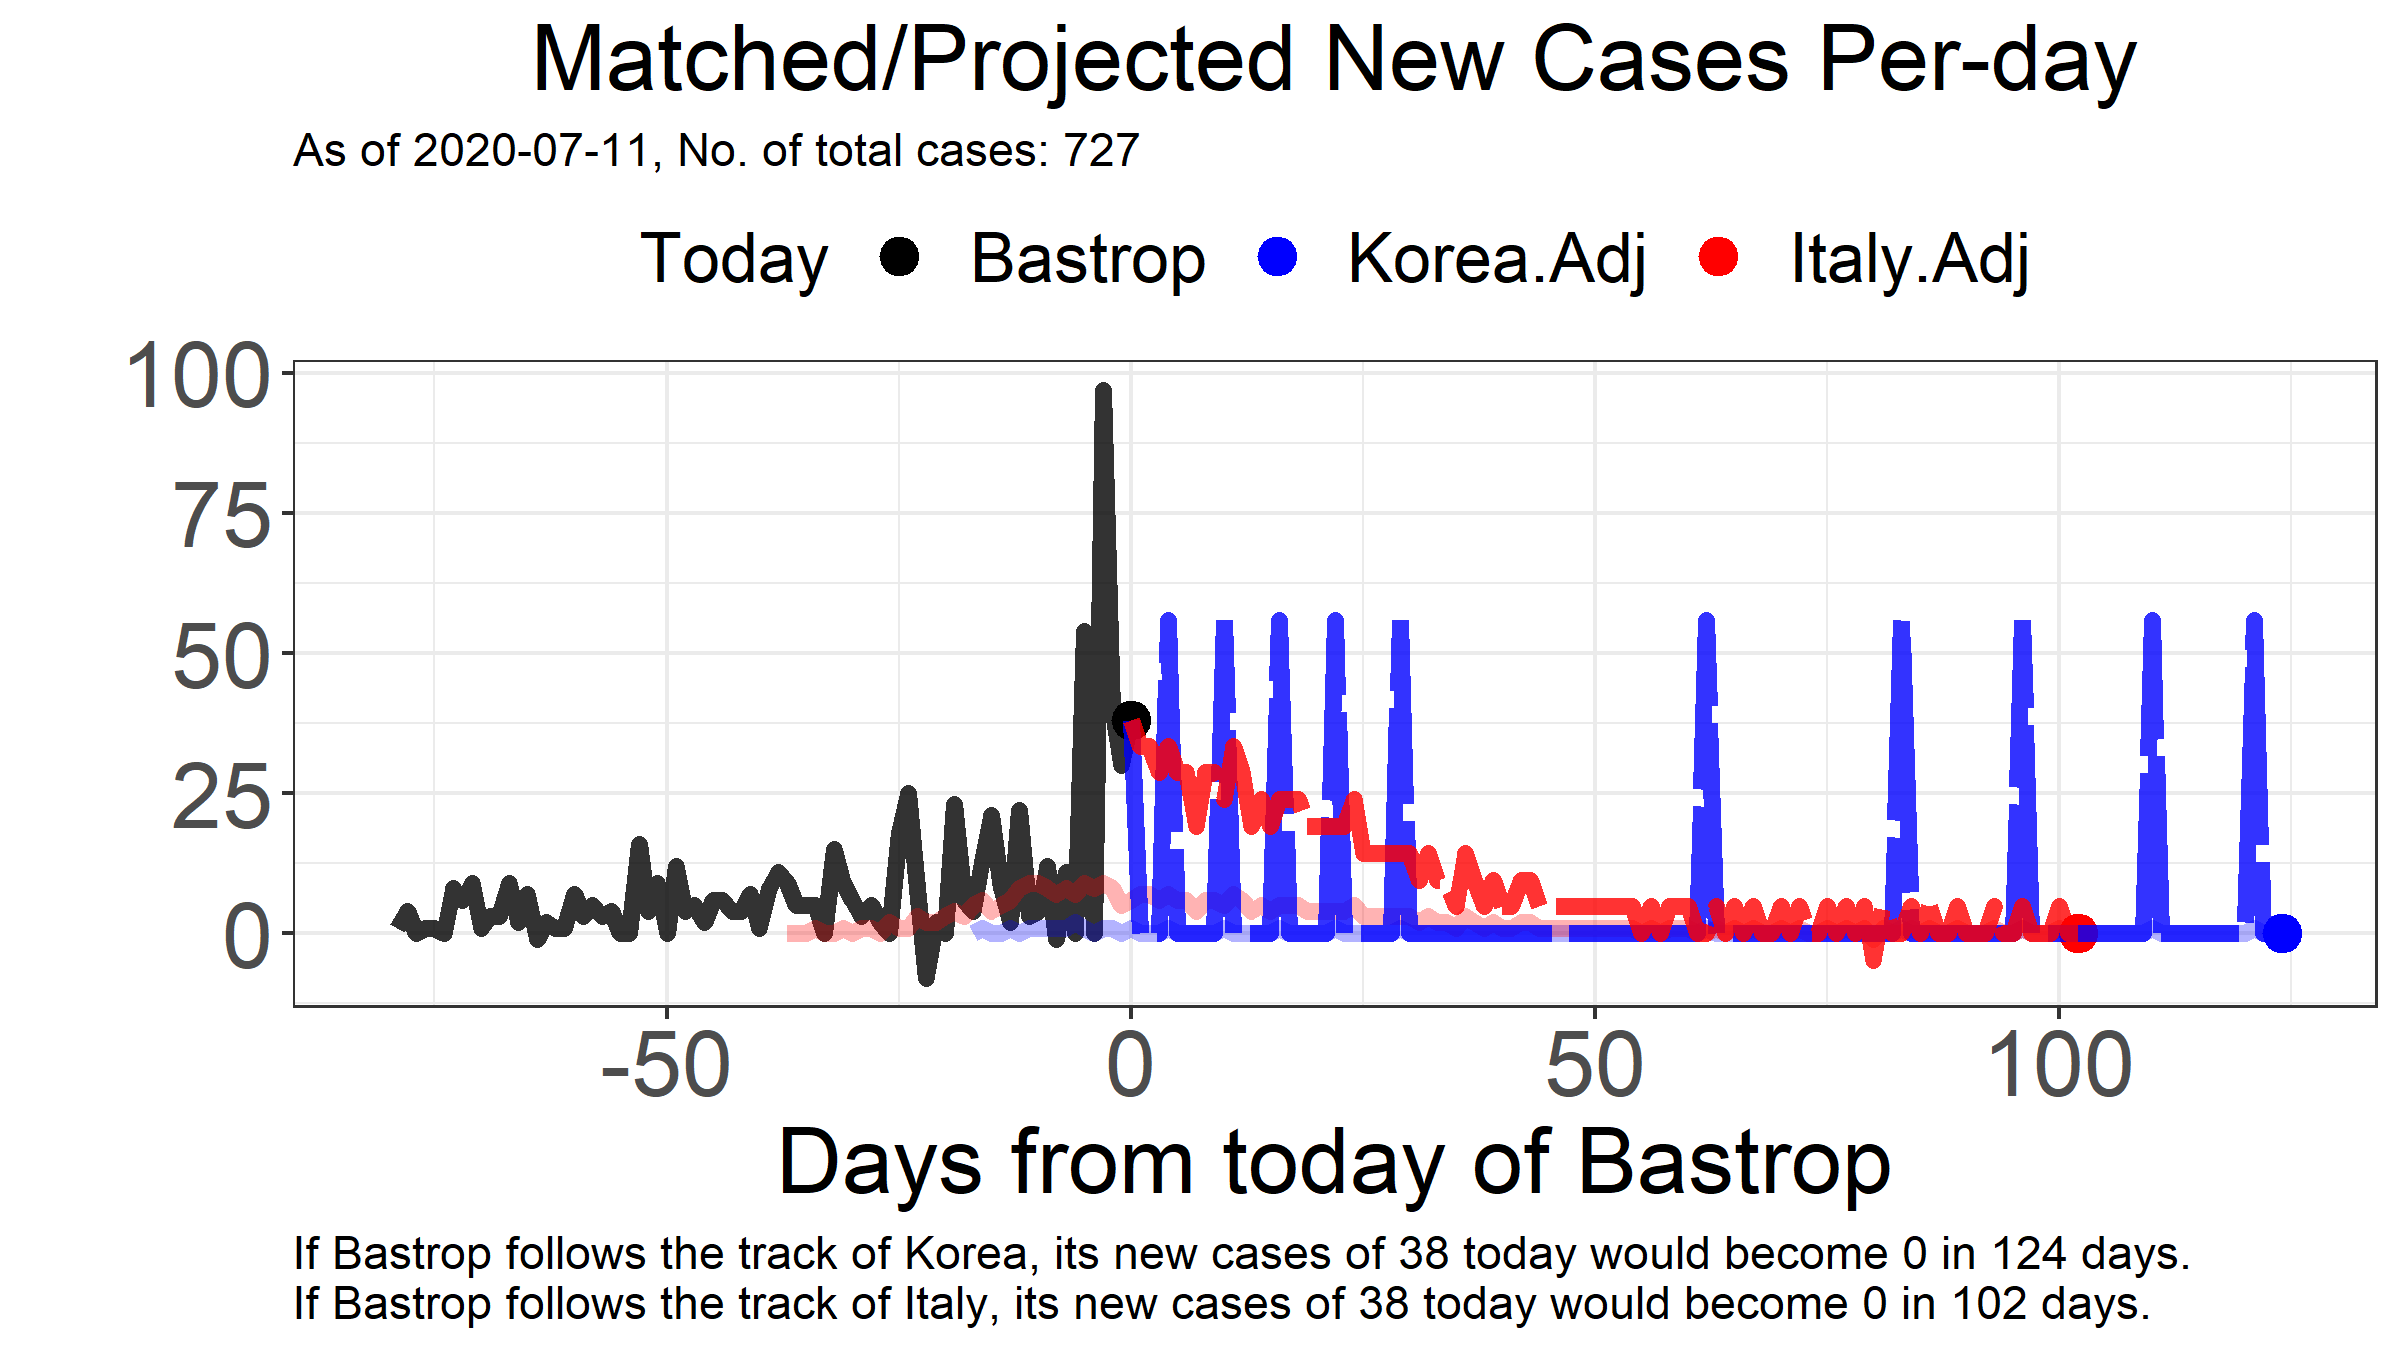 Matched/Projected New Cases Per-day
As of 2020-07-11, No. of total cases: 727
Today Bastrop Korea.Adj Italy.Adj
100
75
50
25
0
-50 0 50 100
Days from today of Bastrop
If Bastrop follows the track of Korea, its new cases of 38 today would become 0 in 124 days.
If Bastrop follows the track of Italy, its new cases of 38 today would become 0 in 102 days.